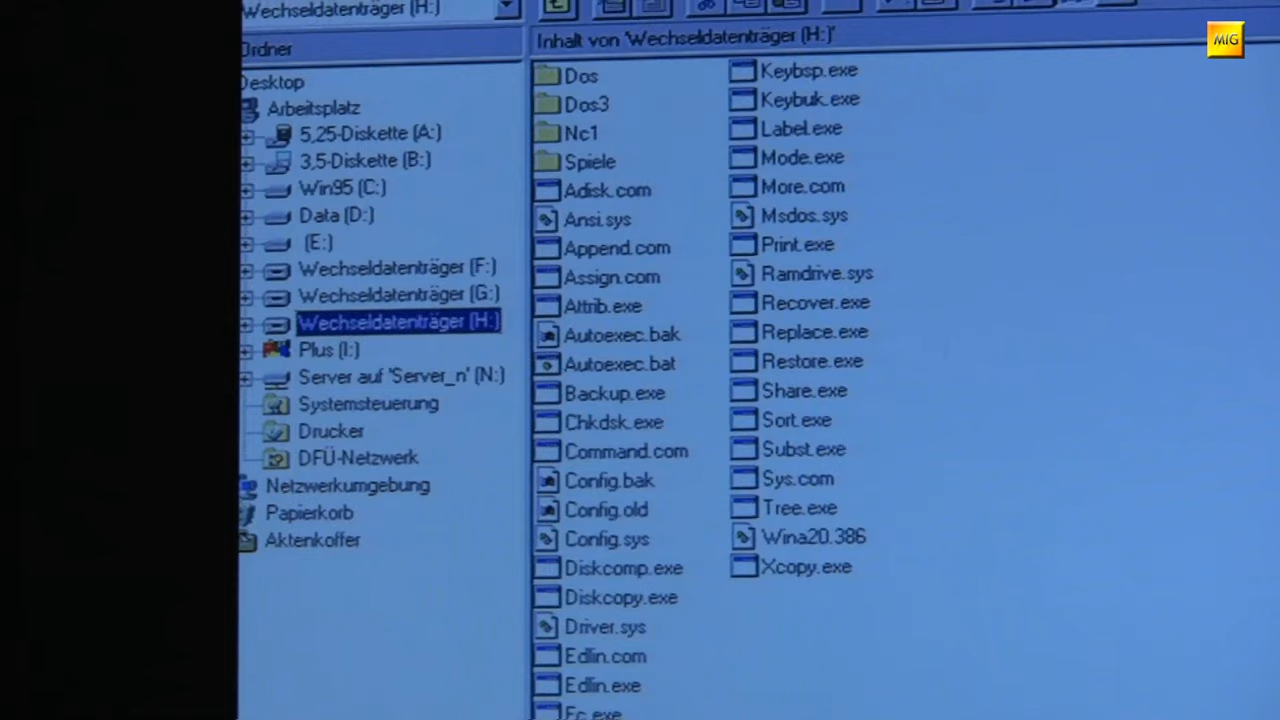 Wechseldatenträger (H:)
MIG
Ordner
Inhalt von 'Wechseldatenträger (H:)'
Desktop
Arbeitsplatz
5,25-Diskette (A:)
3,5-Diskette (B:)
Win95 (C:)
Data (D:)
(E:)
Wechseldatenträger (F:)
Wechseldatenträger (G:)
Wechseldatenträger (H:)
Plus (I:)
Server auf 'Server_n' (N:)
Systemsteuerung
Drucker
DFÜ-Netzwerk
Netzwerkumgebung
Papierkorb
Aktenkoffer
Dos
Dos3
Nc1
Spiele
Adisk.com
Ansi.sys
Append.com
Assign.com
Attrib.exe
Autoexec.bak
Autoexec.bat
Backup.exe
Chkdsk.exe
Command.com
Config.bak
Config.old
Config.sys
Diskcomp.exe
Diskcopy.exe
Driver.sys
Edlin.com
Edlin.exe
Fc.exe
Keybsp.exe
Keybuk.exe
Label.exe
Mode.exe
More.com
Msdos.sys
Print.exe
Ramdrive.sys
Recover.exe
Replace.exe
Restore.exe
Share.exe
Sort.exe
Subst.exe
Sys.com
Tree.exe
Wina20.386
Xcopy.exe